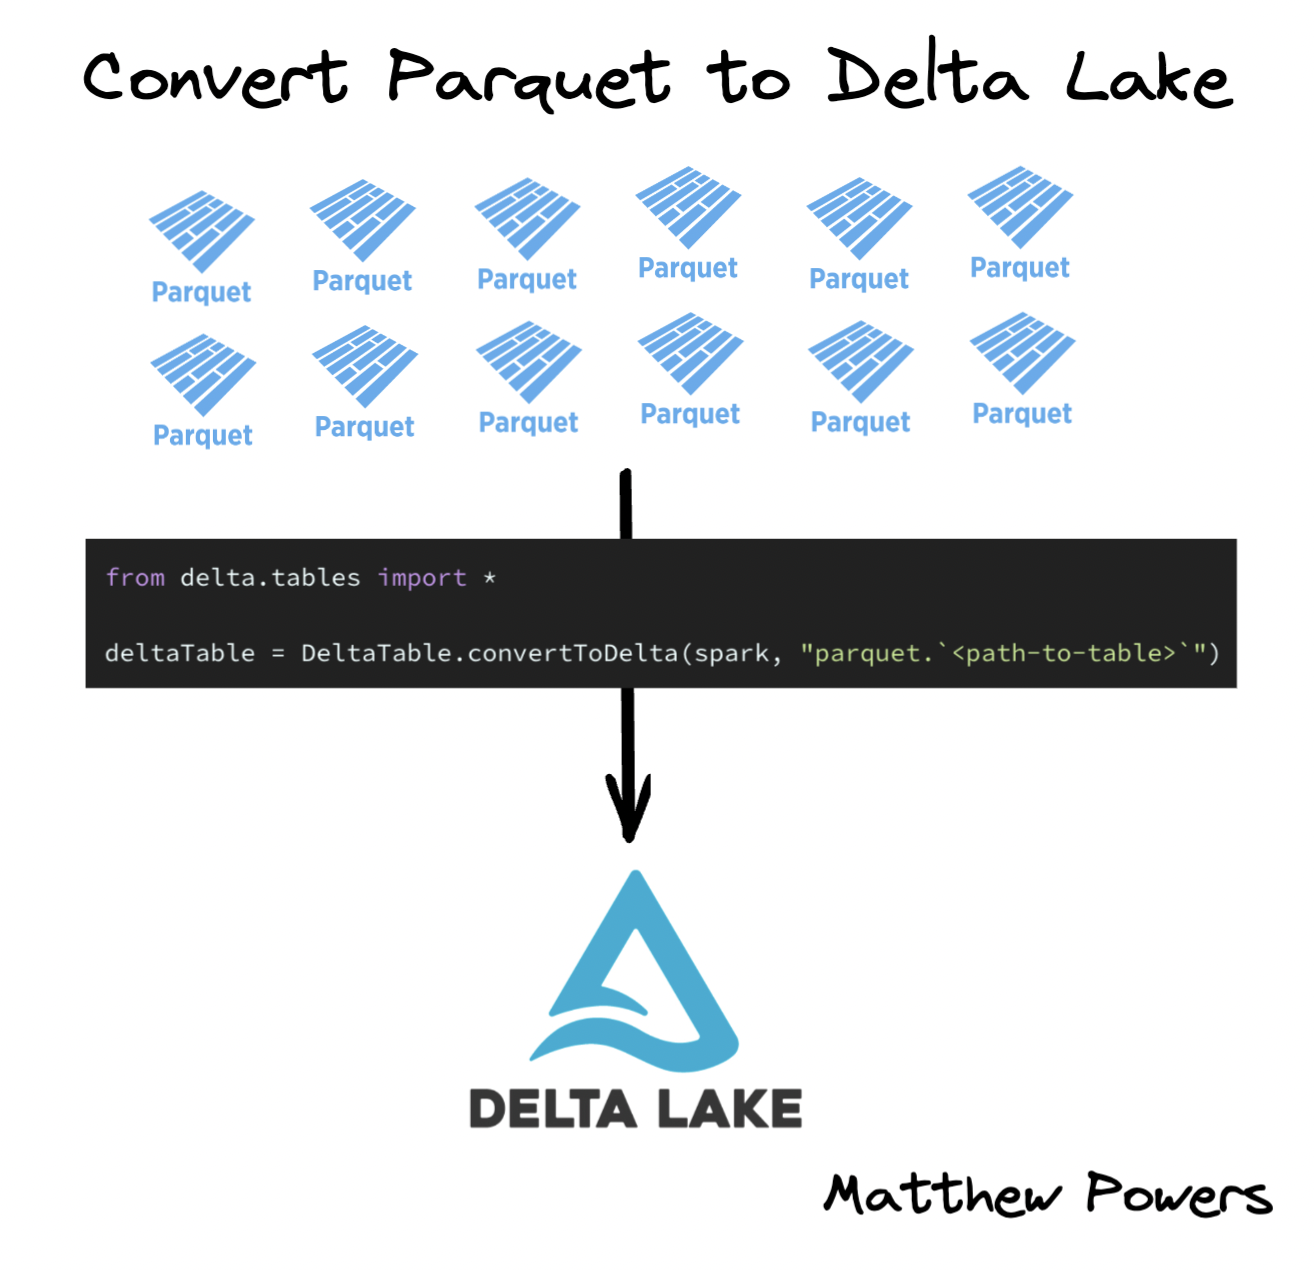 Convert Parquet to Delta Lake
Parquet Parquet Parquet Parquet Parquet Parquet
Parquet Parquet Parquet Parquet Parquet Parquet
from delta.tables import *
deltaTable = DeltaTable.convertToDelta(spark, "parquet.`<path-to-table>`")
DELTA LAKE
Matthew Powers